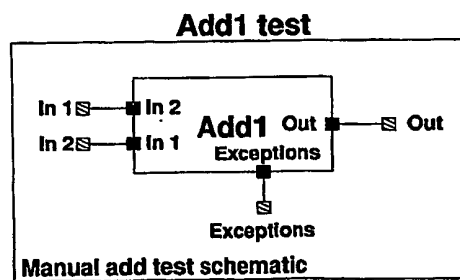 Add1 test
In 1 In 2
Add1 Out Out
In 2 In 1
Exceptions
Exceptions
Manual add test schematic